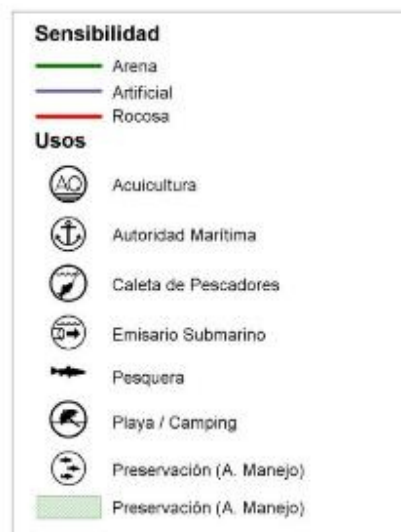 Sensibilidad
Arena
Artificial
Rocosa
Usos
AQ Acuicultura
Autoridad Marítima
Caleta de Pescadores
Emisario Submarino
Pesquera
Playa / Camping
Preservación (A. Manejo)
Preservación (A. Manejo)